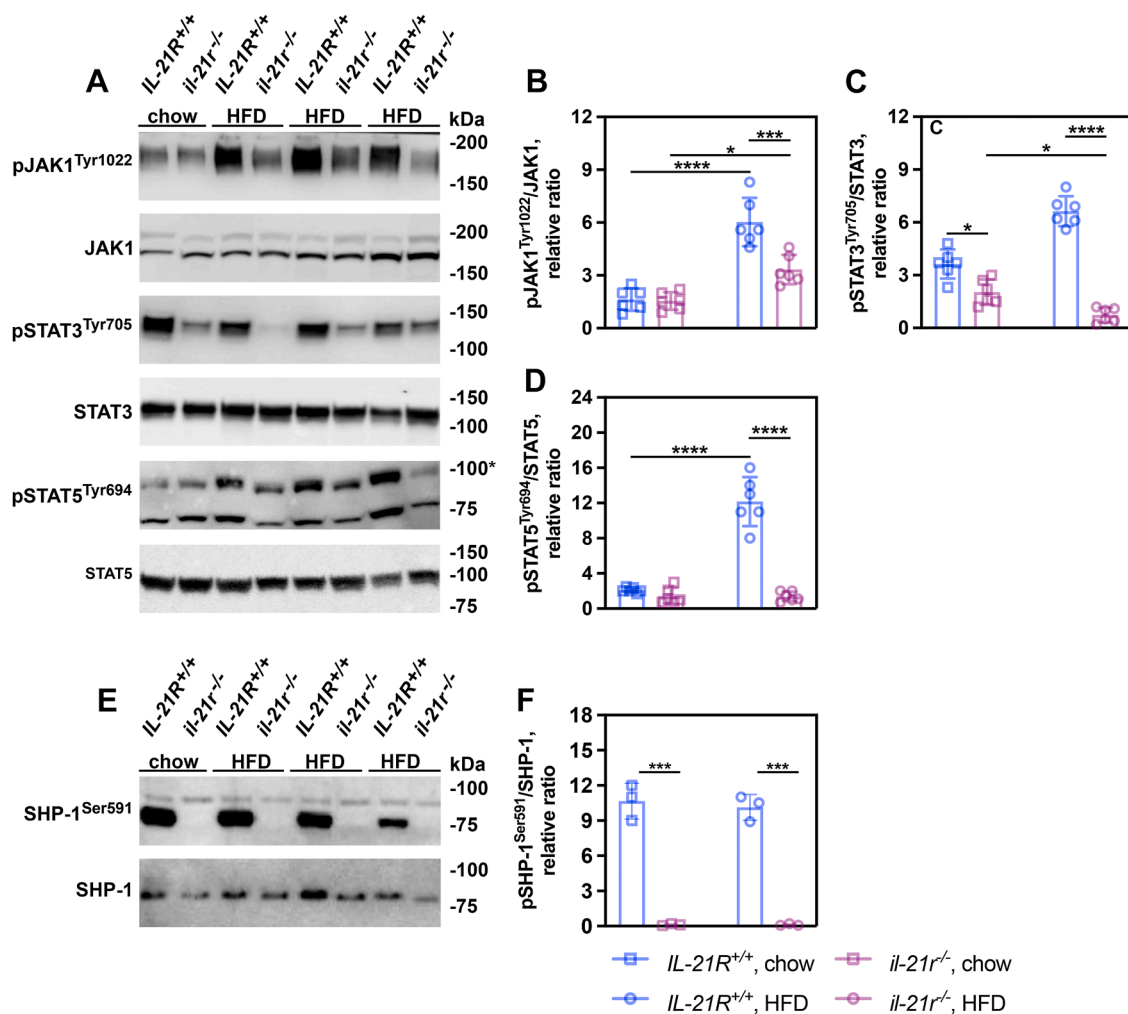 IL-21R+/+ il-21r-/- IL-21R+/+ il-21r-/- IL-21R+/+ il-21r-/- IL-21R+/+ il-21r-/-
A
chow HFD HFD HFD kDa
pJAK1Tyr1022
-200
-150
JAK1
-200
-150
pSTAT3Tyr705
-150
-100
STAT3
-150
-100
pSTAT5Tyr694
-100*
-75
STAT5
-150
-100
-75
B
pJAK1Tyr1022/JAK1,
relative ratio
12
9
6
3
0
****
*
***
C
pSTAT3Tyr705/STAT3,
relative ratio
12
9
6
3
0
C
*
*
****
D
pSTAT5Tyr694/STAT5,
relative ratio
24
20
16
12
8
4
0
****
****
IL-21R+/+ il-21r-/- IL-21R+/+ il-21r-/- IL-21R+/+ il-21r-/- IL-21R+/+ il-21r-/-
E
chow HFD HFD HFD kDa
SHP-1Ser591
-100
-75
SHP-1
-100
-75
F
pSHP-1Ser591/SHP-1,
relative ratio
18
15
12
9
6
3
0
***
***
IL-21R+/+, chow
il-21r-/-, chow
IL-21R+/+, HFD
il-21r-/-, HFD